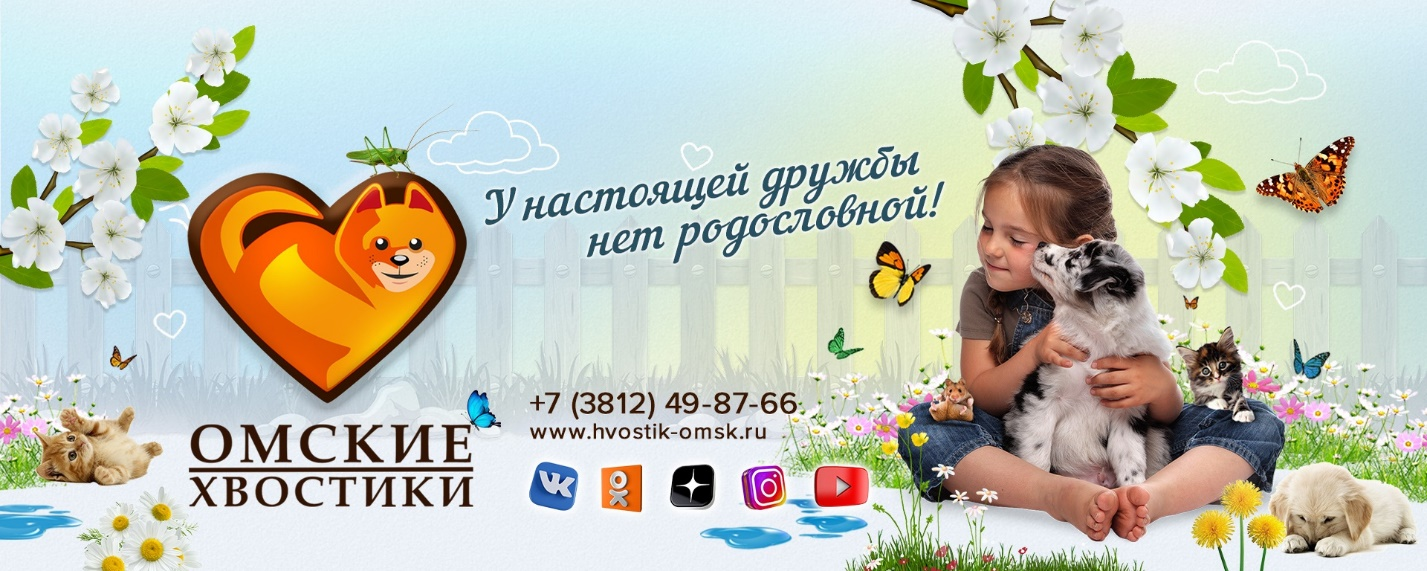 У настоящей дружбы
нет родословной!
ОМСКИЕ
ХВОСТИКИ
+7 (3812) 49-87-66
www.hvostik-omsk.ru